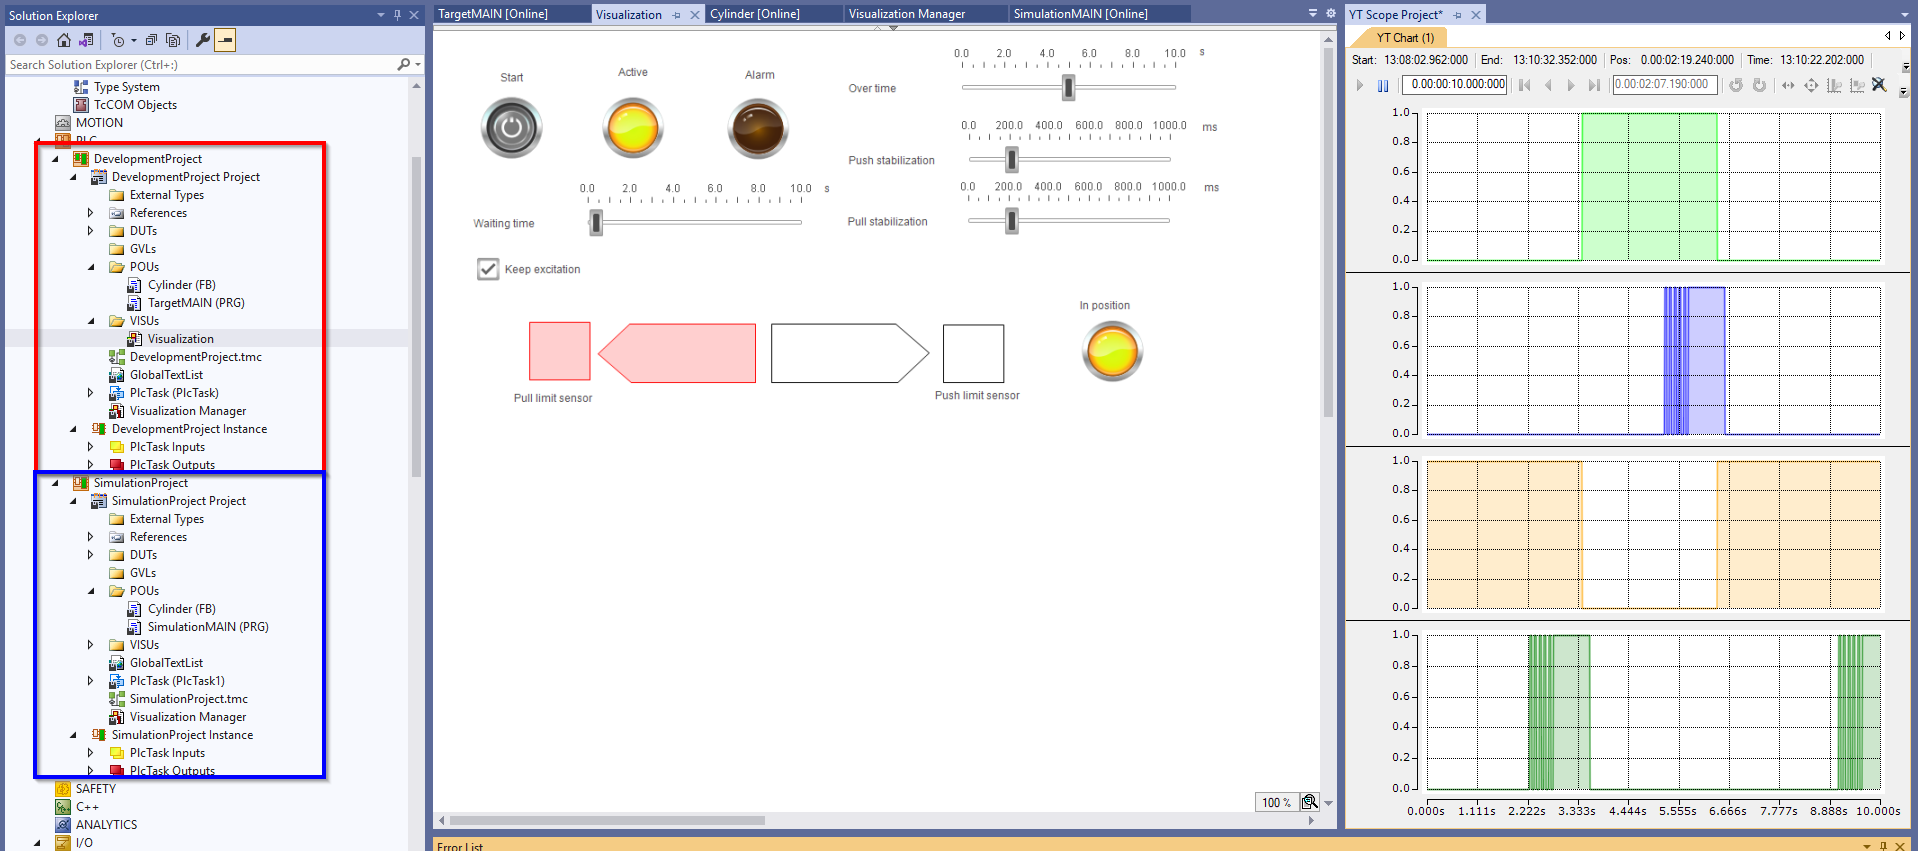 Solution Explorer
Search Solution Explorer (Ctrl+;)
Type System
TcCOM Objects
MOTION
PLC
DevelopmentProject
DevelopmentProject Project
External Types
References
DUTs
GVLs
POUs
Cylinder (FB)
TargetMAIN (PRG)
VISUs
Visualization
DevelopmentProject.tmc
GlobalTextList
PlcTask (PlcTask)
Visualization Manager
DevelopmentProject Instance
PlcTask Inputs
PlcTask Outputs
SimulationProject
SimulationProject Project
External Types
References
DUTs
GVLs
POUs
Cylinder (FB)
SimulationMAIN (PRG)
VISUs
GlobalTextList
PlcTask (PlcTask1)
SimulationProject.tmc
Visualization Manager
SimulationProject Instance
PlcTask Inputs
PlcTask Outputs
SAFETY
C++
ANALYTICS
I/O
TargetMAIN [Online] Visualization Cylinder [Online] Visualization Manager SimulationMAIN [Online]
Start Active Alarm
0.0 2.0 4.0 6.0 8.0 10.0 s
Over time
0.0 200.0 400.0 600.0 800.0 1000.0 ms
Push stabilization
0.0 200.0 400.0 600.0 800.0 1000.0 ms
Pull stabilization
0.0 2.0 4.0 6.0 8.0 10.0 s
Waiting time
Keep excitation
In position
Pull limit sensor
Push limit sensor
100 %
Error List
YT Scope Project*
YT Chart (1)
Start: 13:08:02.962:000 End: 13:10:32.352:000 Pos: 0.00:02:19.240:000 Time: 13:10:22.202:000
0.00:00:10.000:000 0.00:02:07.190:000
1.0
0.8
0.6
0.4
0.2
0.0
1.0
0.8
0.6
0.4
0.2
0.0
1.0
0.8
0.6
0.4
0.2
0.0
1.0
0.8
0.6
0.4
0.2
0.0
0.000s 1.111s 2.222s 3.333s 4.444s 5.555s 6.666s 7.777s 8.888s 10.000s